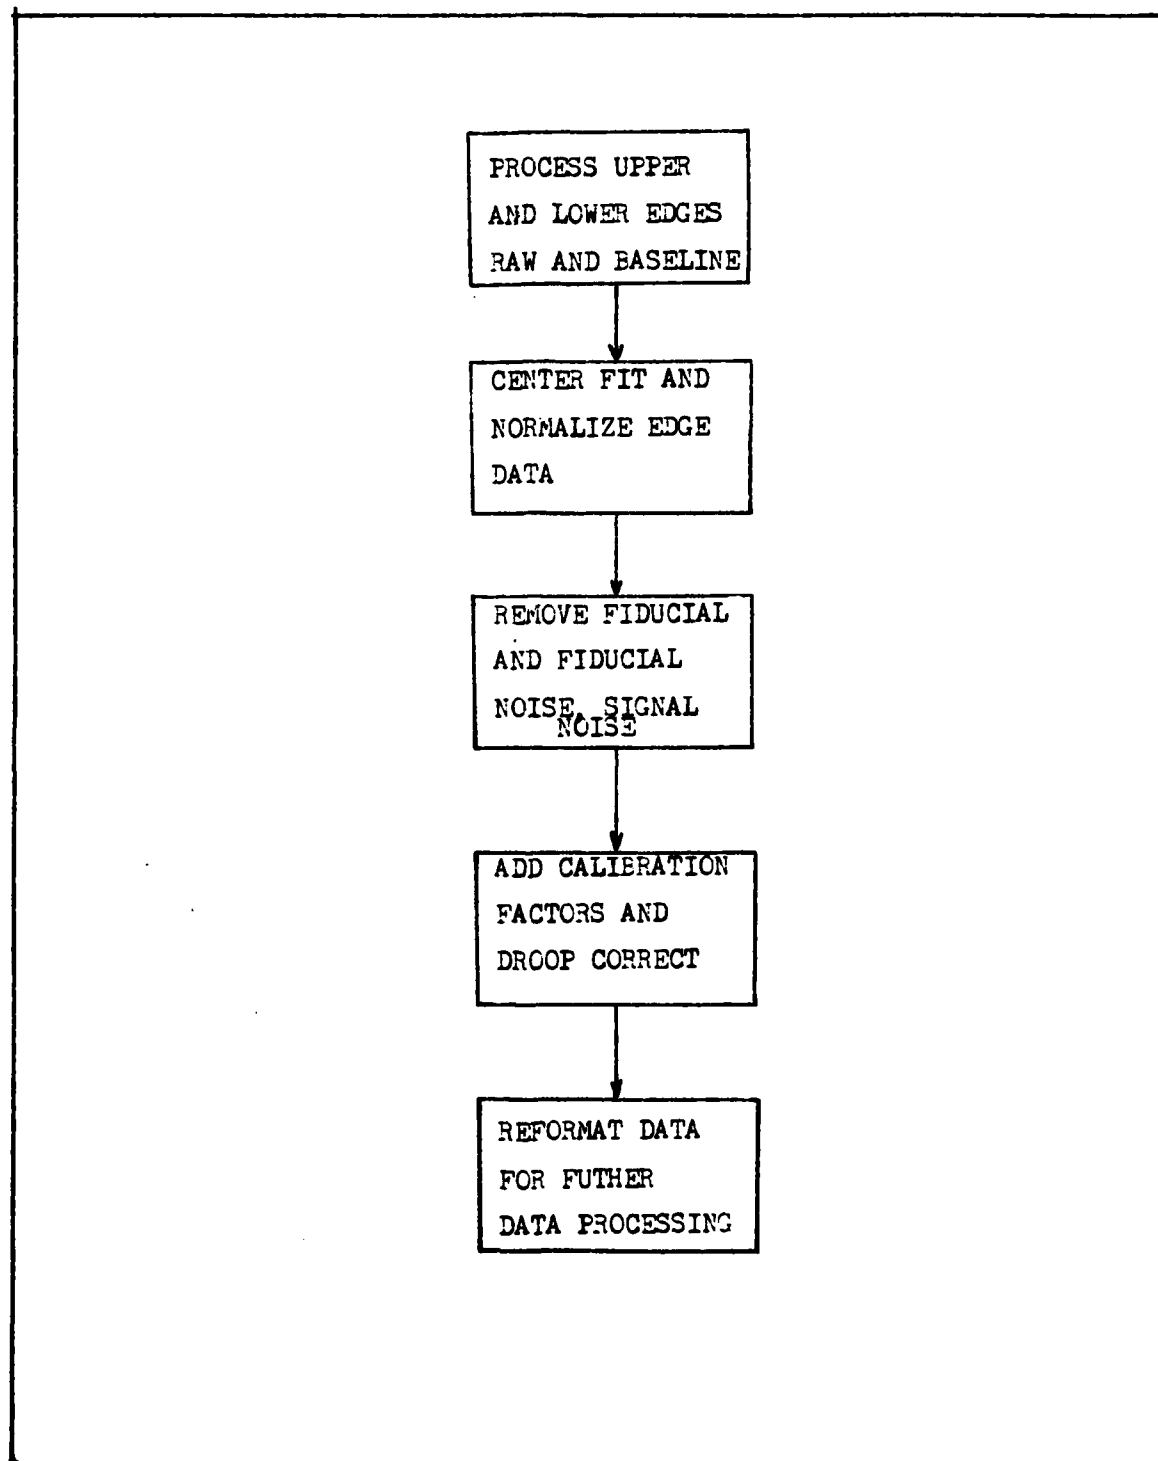 PROCESS UPPER
AND LOWER EDGES
RAW AND BASELINE
CENTER FIT AND
NORMALIZE EDGE
DATA
REMOVE FIDUCIAL
AND FIDUCIAL
NOISE, SIGNAL
NOISE
ADD CALIBRATION
FACTORS AND
DROOP CORRECT
REFORMAT DATA
FOR FUTHER
DATA PROCESSING